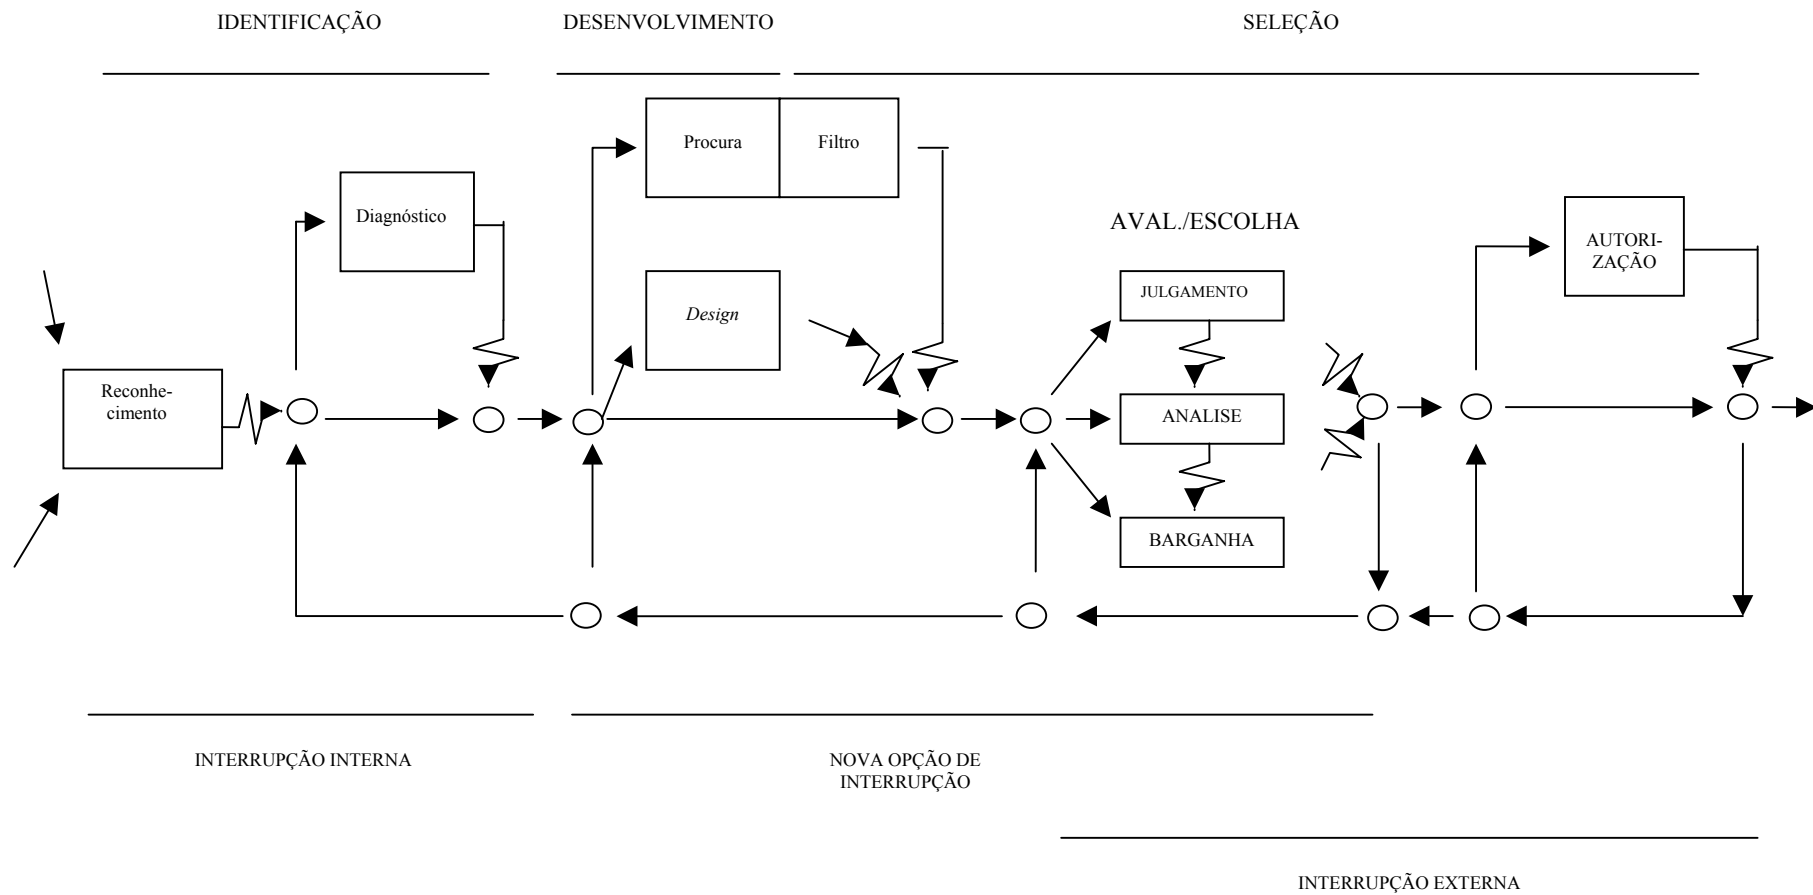 IDENTIFICAÇÃO
DESENVOLVIMENTO
SELEÇÃO
Procura
Filtro
Diagnóstico
AVAL./ESCOLHA
AUTORI-
ZAÇÃO
Design
JULGAMENTO
Reconhe-
cimento
ANALISE
BARGANHA
INTERRUPÇÃO INTERNA
NOVA OPÇÃO DE
INTERRUPÇÃO
INTERRUPÇÃO EXTERNA